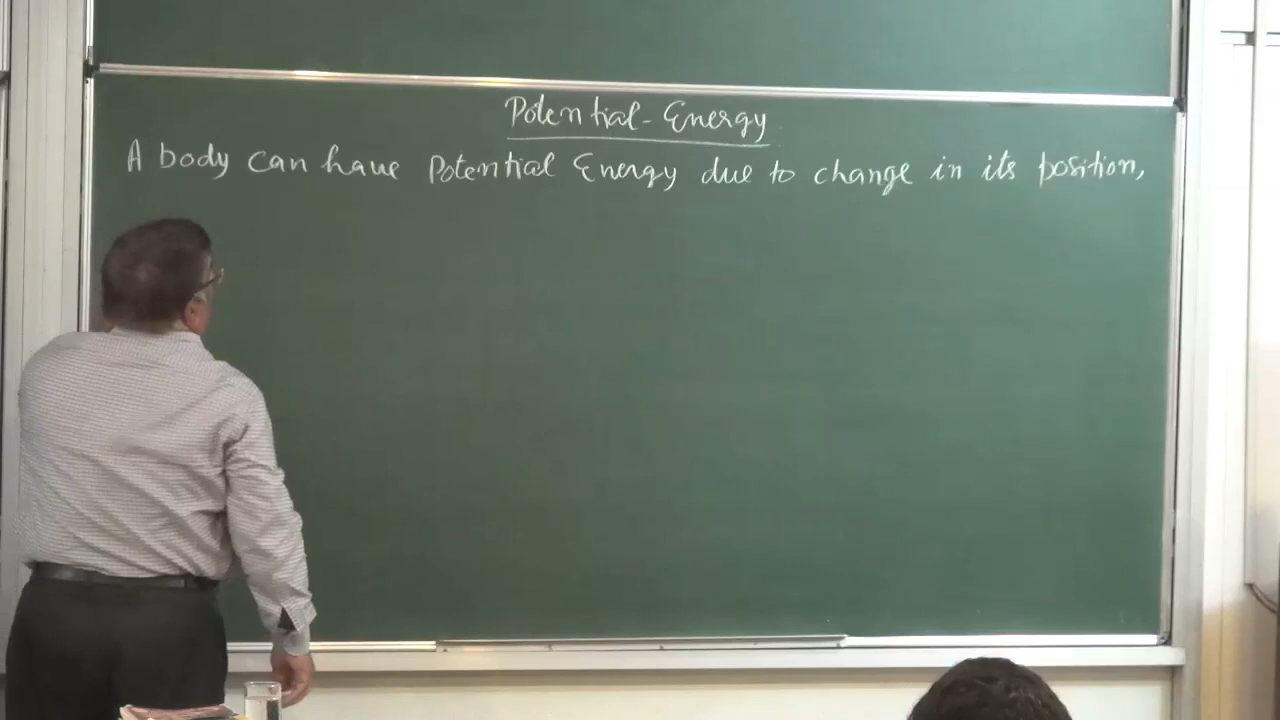 Potential-Energy
A body can have Potential Energy due to change in its position,